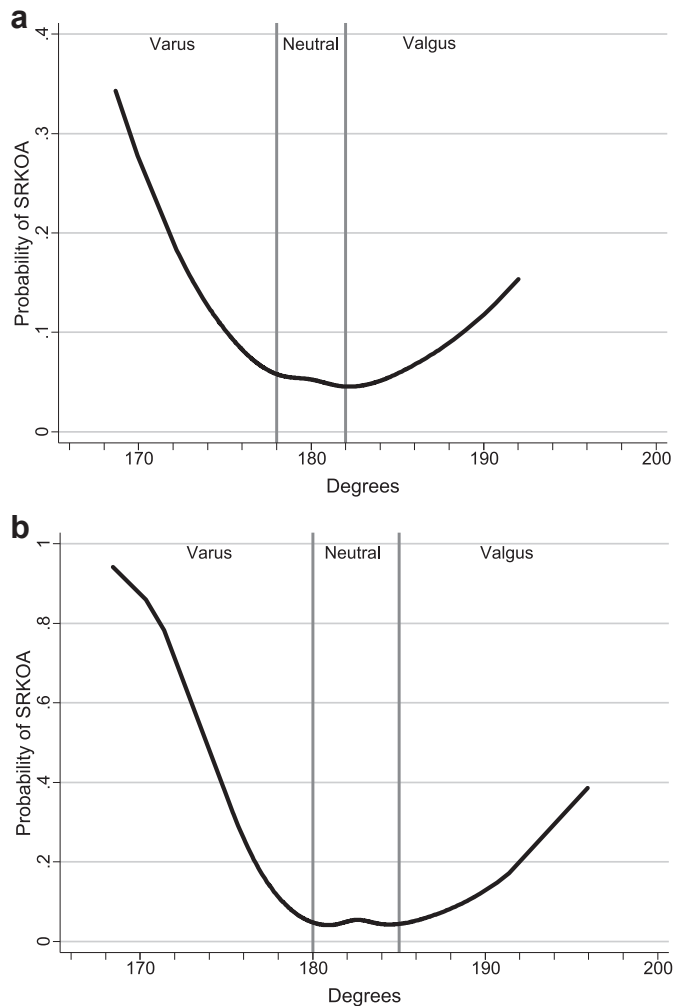 a
.4
Varus
Neutral
Valgus
.3
Probability of SRKOA
.2
.1
0
170
180
190
200
Degrees
b
1
Varus
Neutral
Valgus
.8
Probability of SRKOA
.6
.4
.2
0
170
180
190
200
Degrees